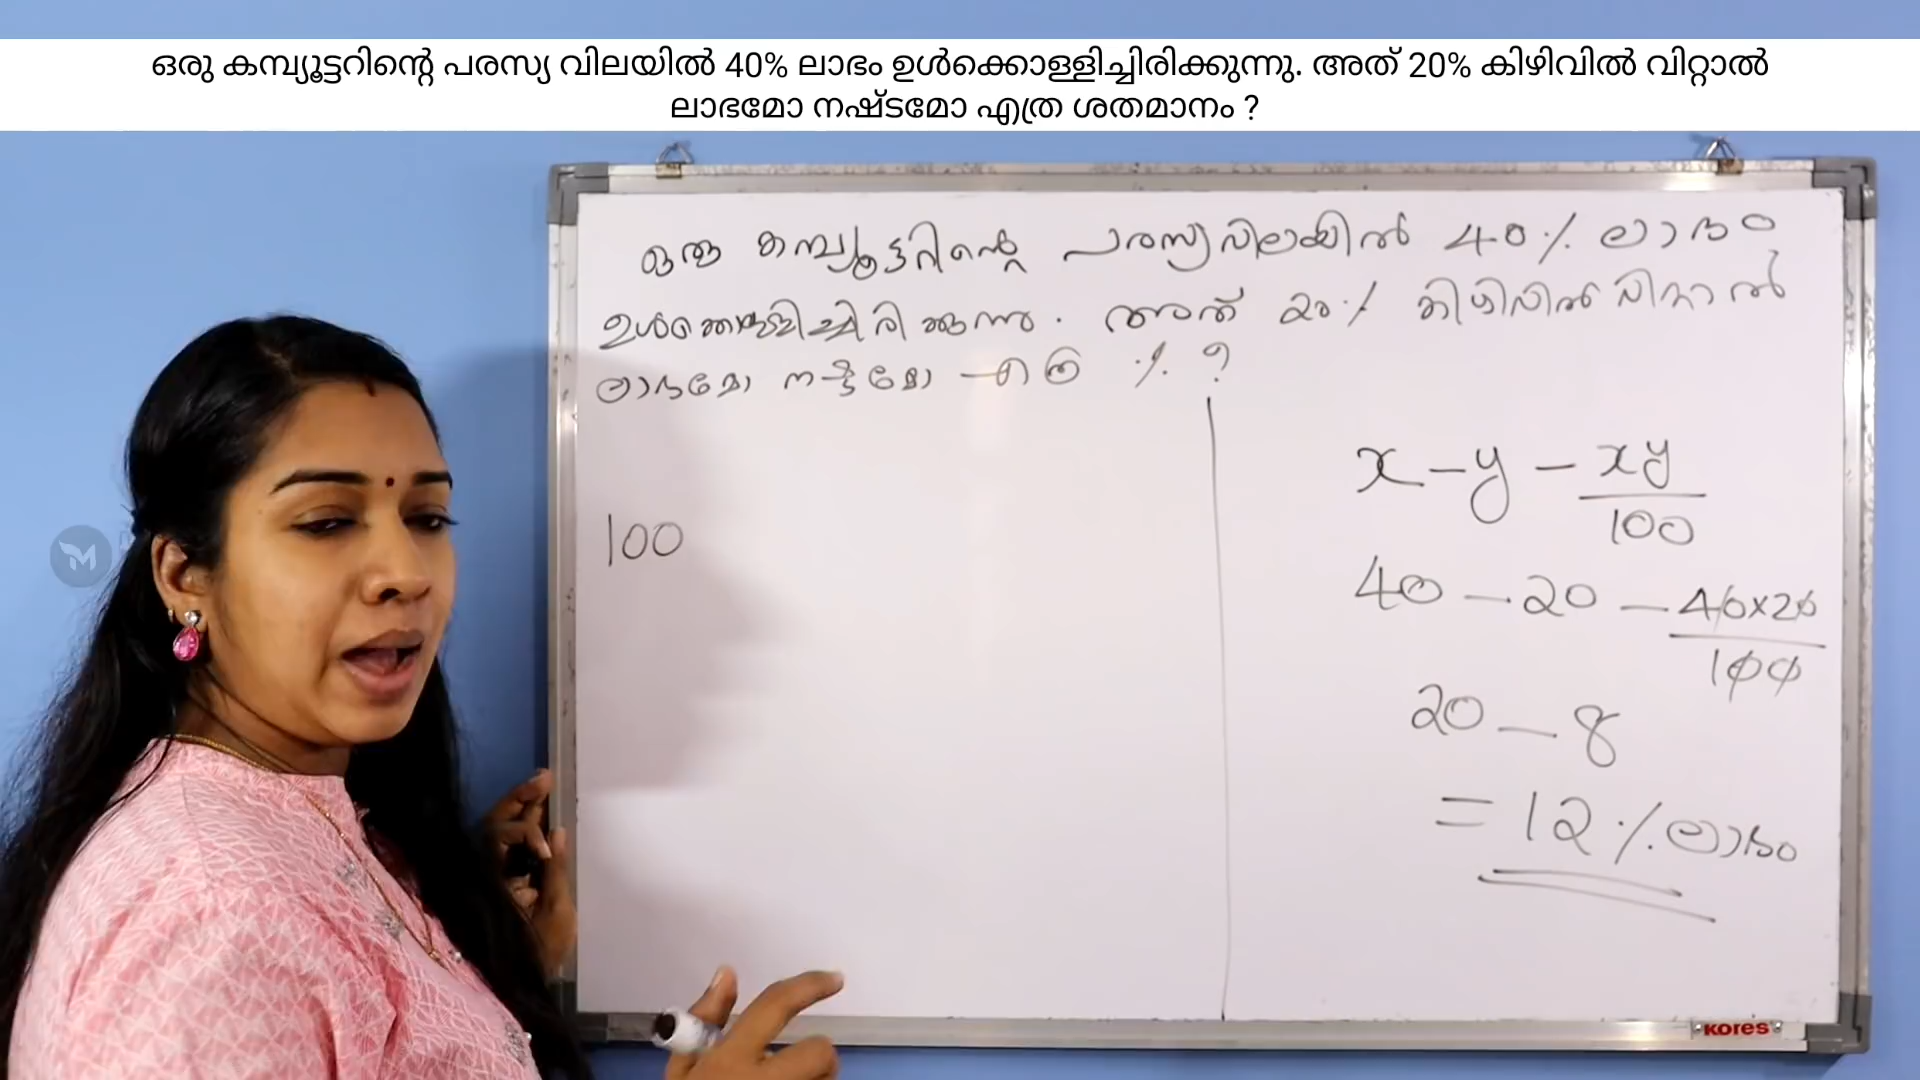 ഒരു കമ്പ്യൂട്ടറിന്റെ പരസ്യ വിലയിൽ 40% ലാഭം ഉൾക്കൊള്ളിച്ചിരിക്കുന്നു. അത് 20% കിഴിവിൽ വിറ്റാൽ
ലാഭമോ നഷ്ടമോ എത്ര ശതമാനം ?
ഒരു കമ്പ്യൂട്ടറിന്റെ പരസ്യവിലയിൽ 40% ലാഭം
ഉൾക്കൊള്ളിച്ചിരിക്കുന്നു. അത് 20% കിഴിവിൽ വിറ്റാൽ
ലാഭമോ നഷ്ടമോ എത്ര % ?
100
x - y - xy/100
40 - 20 - 40x20/100
20 - 8
= 12% ലാഭം
KORES